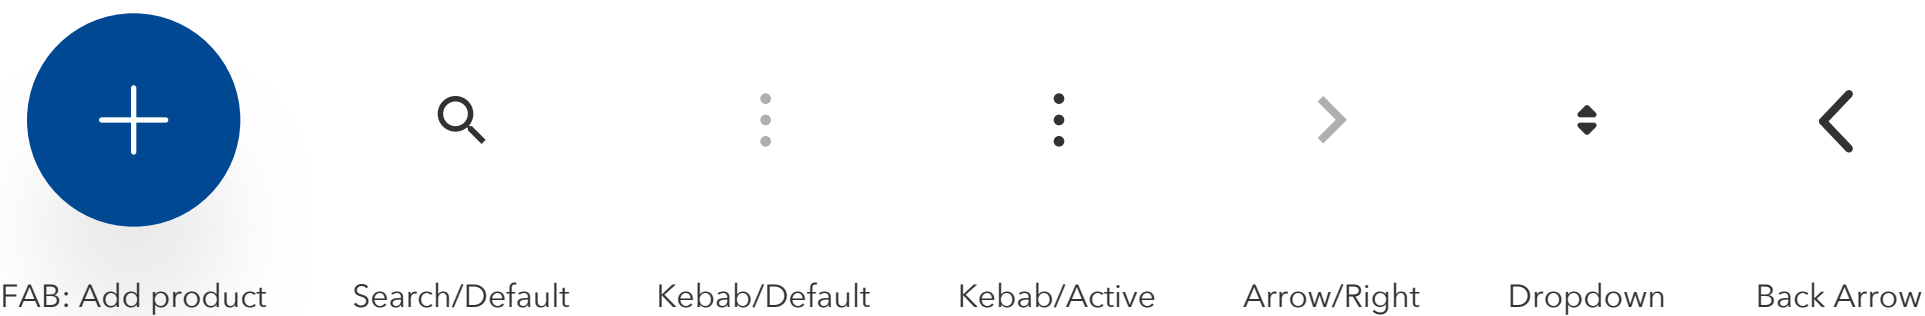 FAB: Add product
Search/Default
Kebab/Default
Kebab/Active
Arrow/Right
Dropdown
Back Arrow